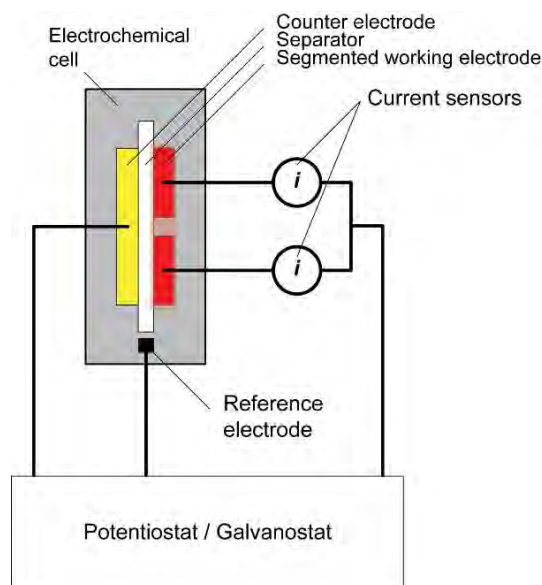 Counter electrode
Separator
Segmented working electrode
Electrochemical
cell
Current sensors
i
i
Reference
electrode
Potentiostat / Galvanostat